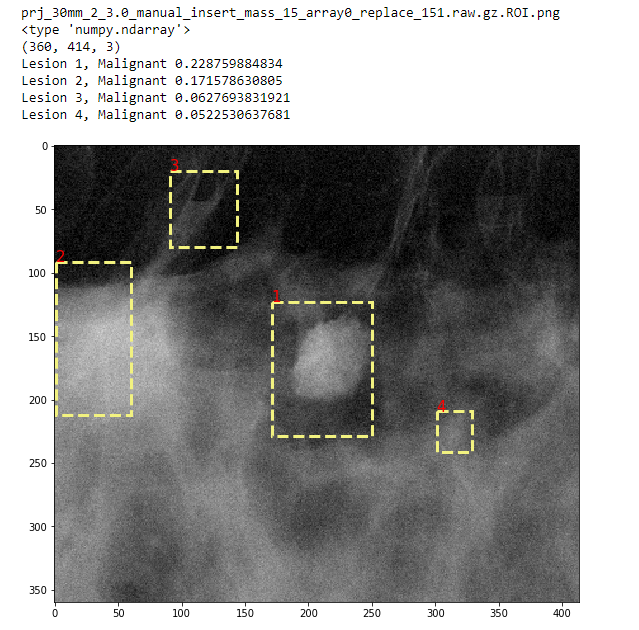 prj_30mm_2_3.0_manual_insert_mass_15_array0_replace_151.raw.gz.ROI.png
<type 'numpy.ndarray'>
(360, 414, 3)
Lesion 1, Malignant 0.228759884834
Lesion 2, Malignant 0.171578630805
Lesion 3, Malignant 0.0627693831921
Lesion 4, Malignant 0.0522530637681
0
3
50
2
100
1
150
200
4
250
300
350
0 50 100 150 200 250 300 350 400